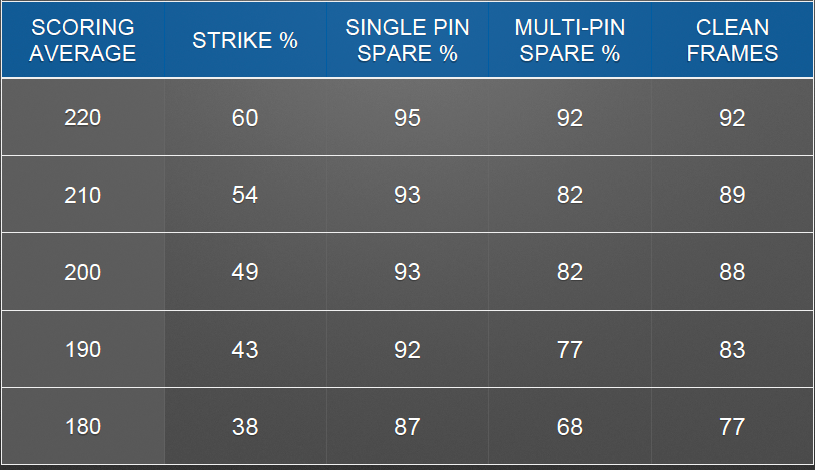 SCORING AVERAGE STRIKE % SINGLE PIN SPARE % MULTI-PIN SPARE % CLEAN FRAMES
220 60 95 92 92
210 54 93 82 89
200 49 93 82 88
190 43 92 77 83
180 38 87 68 77